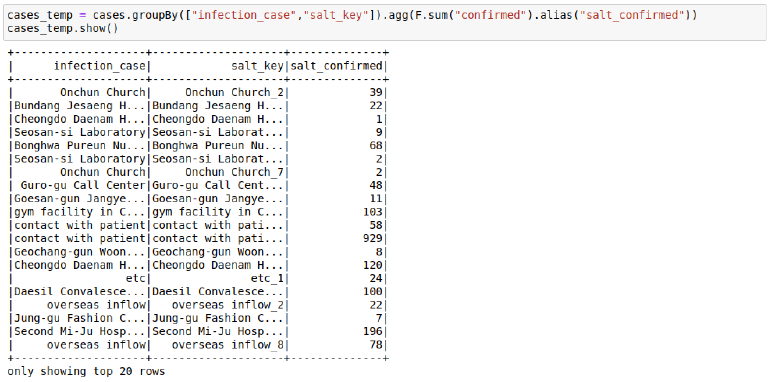 cases_temp = cases.groupBy(["infection_case","salt_key"]).agg(F.sum("confirmed").alias("salt_confirmed"))
cases_temp.show()
+--------------------+--------------------+--------------+
|      infection_case|            salt_key|salt_confirmed|
+--------------------+--------------------+--------------+
|       Onchun Church|     Onchun Church_2|            39|
|Bundang Jesaeng H...|Bundang Jesaeng H...|            22|
|Cheongdo Daenam H...|Cheongdo Daenam H...|             1|
|Seosan-si Laboratory|Seosan-si Laborat...|             9|
|Bonghwa Pureun Nu...|Bonghwa Pureun Nu...|            68|
|Seosan-si Laboratory|Seosan-si Laborat...|             2|
|       Onchun Church|     Onchun Church_7|             2|
| Guro-gu Call Center|Guro-gu Call Cent...|            48|
|Goesan-gun Jangye...|Goesan-gun Jangye...|            11|
|gym facility in C...|gym facility in C...|           103|
|contact with patient|contact with pati...|            58|
|contact with patient|contact with pati...|           929|
|Geochang-gun Woon...|Geochang-gun Woon...|             8|
|Cheongdo Daenam H...|Cheongdo Daenam H...|           120|
|                 etc|               etc_1|            24|
|Daesil Convalesce...|Daesil Convalesce...|           100|
|     overseas inflow|   overseas inflow_2|            22|
|Jung-gu Fashion C...|Jung-gu Fashion C...|             7|
|Second Mi-Ju Hosp...|Second Mi-Ju Hosp...|           196|
|     overseas inflow|   overseas inflow_8|            78|
+--------------------+--------------------+--------------+
only showing top 20 rows